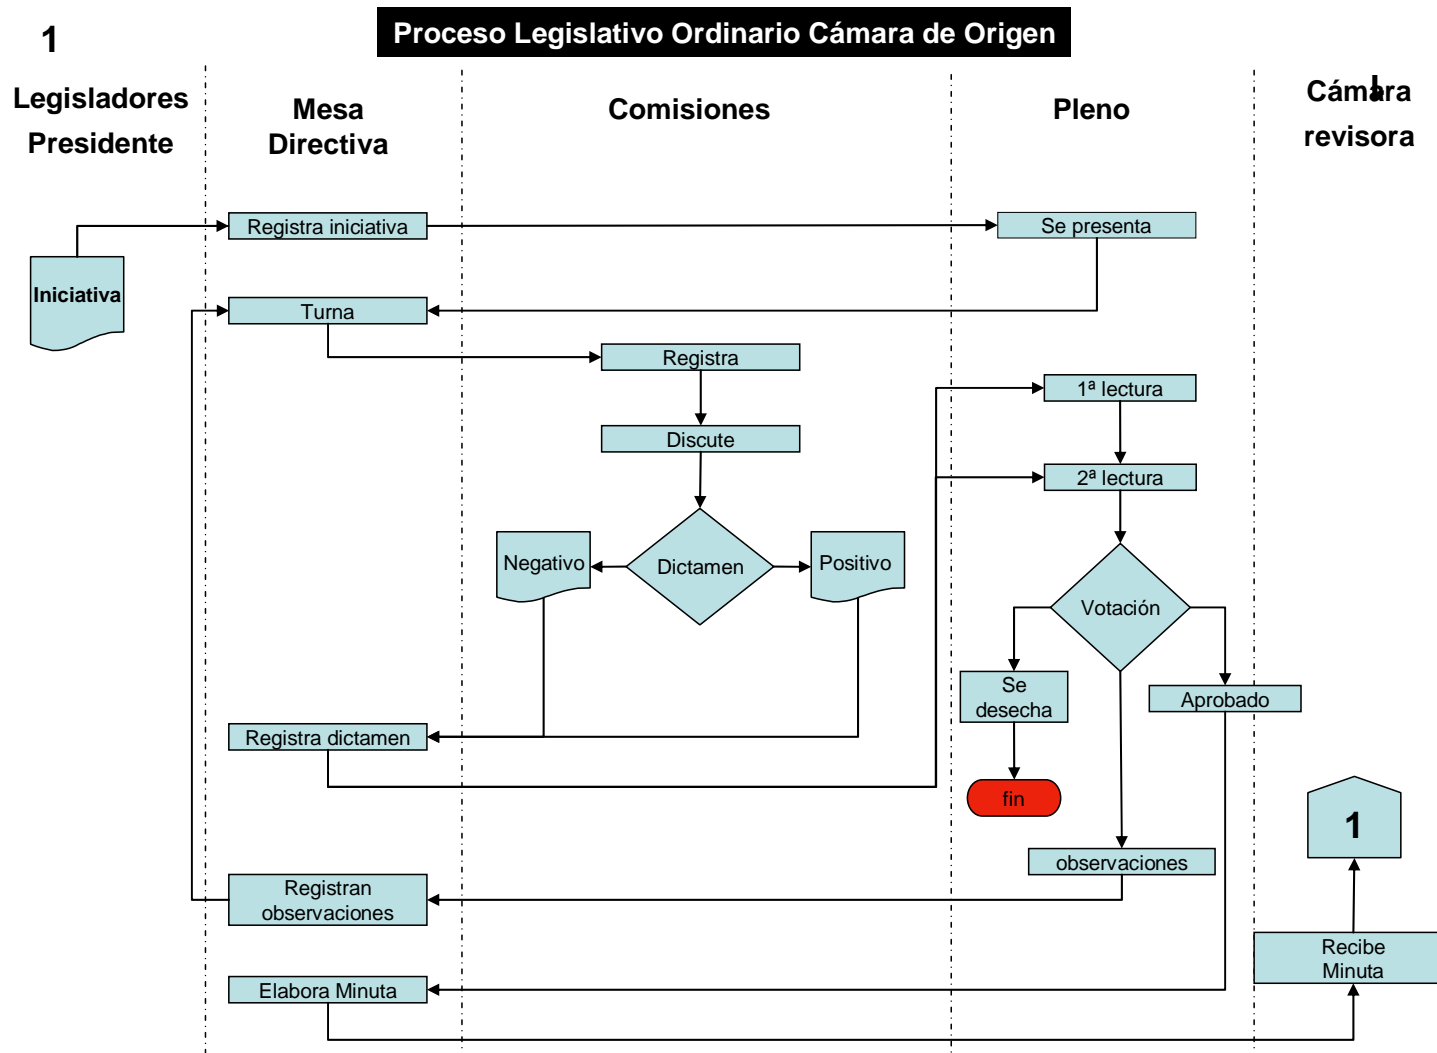 1
Proceso Legislativo Ordinario Cámara de Origen
Legisladores
Presidente
Mesa
Directiva
Comisiones
Pleno
Cámara
revisora
Registra iniciativa
Se presenta
Iniciativa
Turna
Registra
1ª lectura
Discute
2ª lectura
Negativo
Dictamen
Positivo
Votación
Se
desecha
Aprobado
Registra dictamen
fin
1
observaciones
Registran
observaciones
Recibe
Minuta
Elabora Minuta